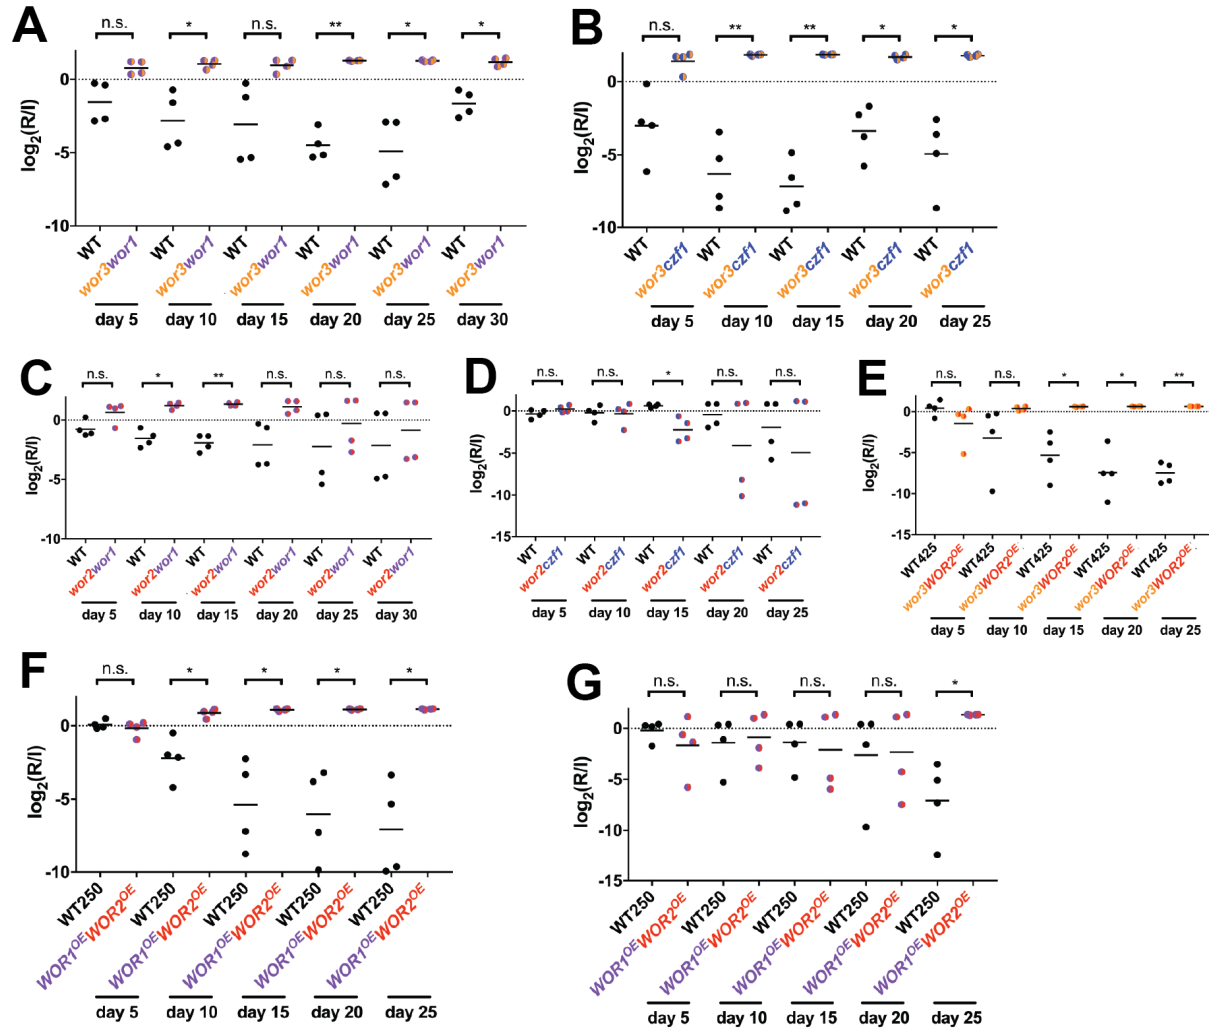 A
n.s. * n.s. ** * *
log2(R/I)
0
-5
-10
WT wor3wor1 WT wor3wor1 WT wor3wor1 WT wor3wor1 WT wor3wor1 WT wor3wor1
day 5 day 10 day 15 day 20 day 25 day 30
B
n.s. ** ** * *
log2(R/I)
0
-5
-10
WT wor3czf1 WT wor3czf1 WT wor3czf1 WT wor3czf1 WT wor3czf1
day 5 day 10 day 15 day 20 day 25
C
n.s. * ** n.s. n.s. n.s.
log2(R/I)
0
-5
-10
WT wor2wor1 WT wor2wor1 WT wor2wor1 WT wor2wor1 WT wor2wor1 WT wor2wor1
day 5 day 10 day 15 day 20 day 25 day 30
D
n.s. n.s. * n.s. n.s.
log2(R/I)
0
-5
-10
-15
WT wor2czf1 WT wor2czf1 WT wor2czf1 WT wor2czf1 WT wor2czf1
day 5 day 10 day 15 day 20 day 25
E
n.s. n.s. * * **
log2(R/I)
0
-5
-10
-15
WT425 wor3WOR2OE WT425 wor3WOR2OE WT425 wor3WOR2OE WT425 wor3WOR2OE WT425 wor3WOR2OE
day 5 day 10 day 15 day 20 day 25
F
n.s. * * * *
log2(R/I)
0
-5
-10
WT250 WOR1OEWOR2OE WT250 WOR1OEWOR2OE WT250 WOR1OEWOR2OE WT250 WOR1OEWOR2OE WT250 WOR1OEWOR2OE
day 5 day 10 day 15 day 20 day 25
G
n.s. n.s. n.s. n.s. *
log2(R/I)
0
-5
-10
-15
WT250 WOR1OEWOR2OE WT250 WOR1OEWOR2OE WT250 WOR1OEWOR2OE WT250 WOR1OEWOR2OE WT250 WOR1OEWOR2OE
day 5 day 10 day 15 day 20 day 25